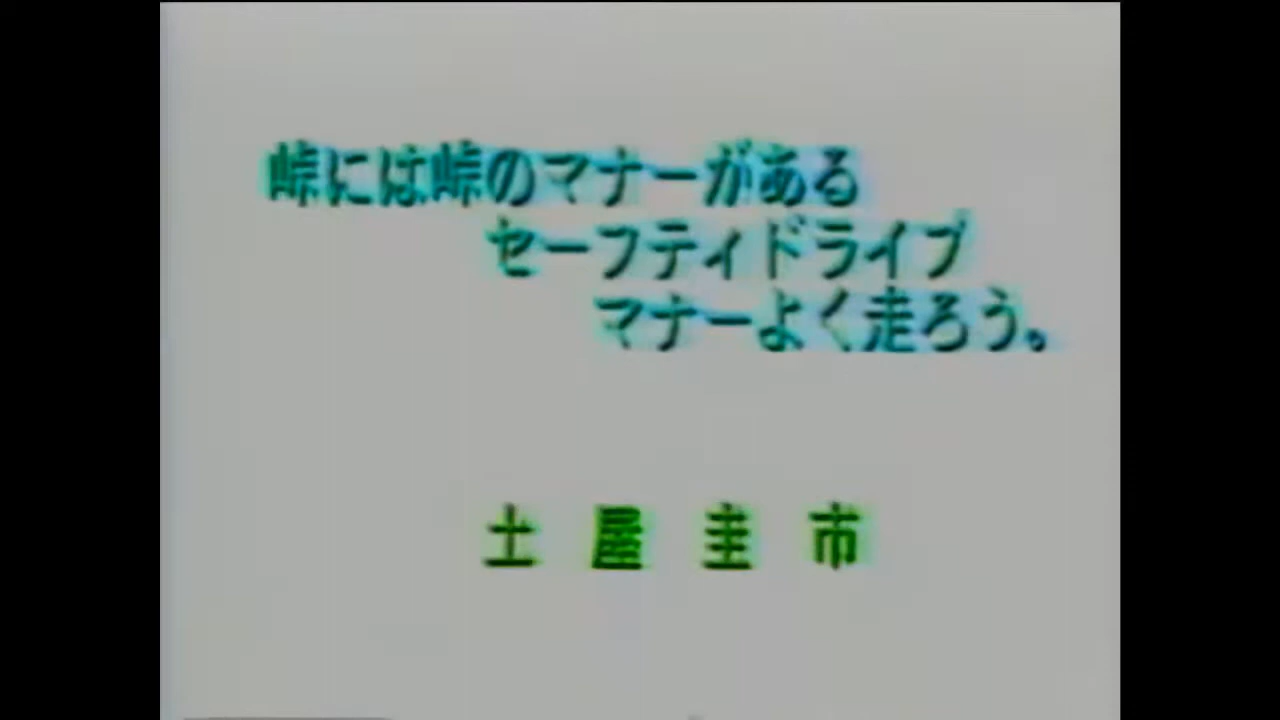 峠には峠のマナーがある
セーフティドライブ
マナーよく走ろう。
土屋圭市